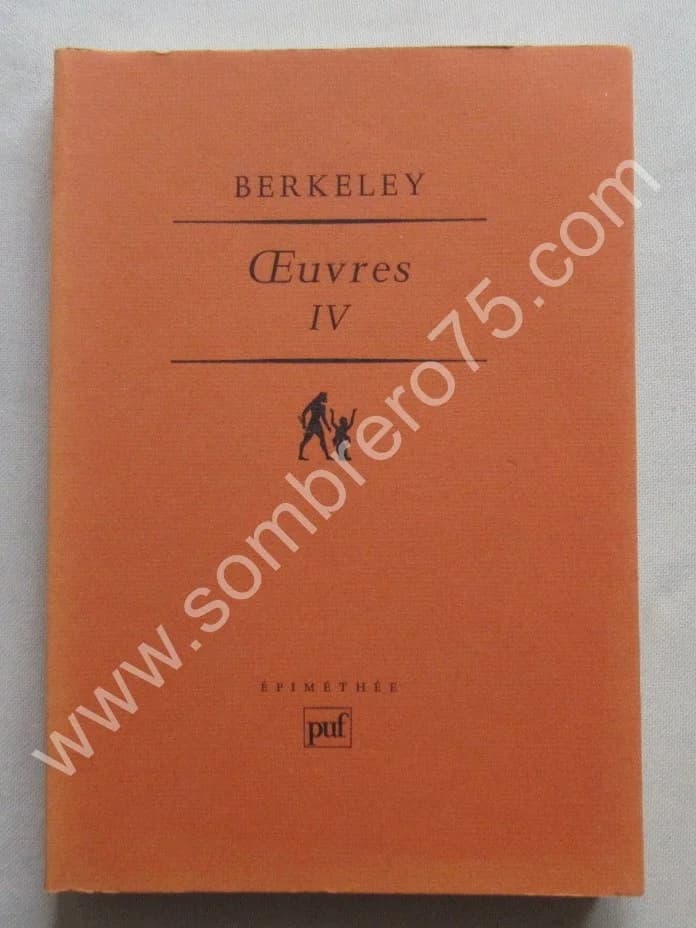 BERKELEY
Œuvres
IV
ÉPIMÉTHÉE
puf
www.sombrero75.com